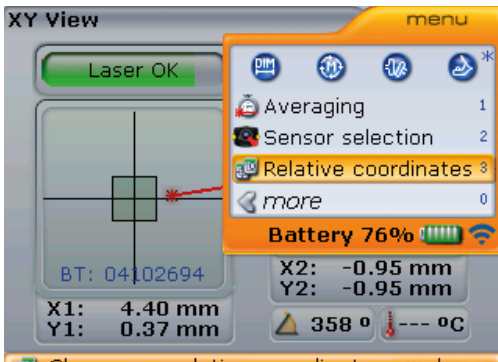 XY View
menu
Laser OK
DIM
*
Averaging 1
Sensor selection 2
Relative coordinates 3
more 0
Battery 76%
BT: 04102694
X1: 4.40 mm
Y1: 0.37 mm
X2: -0.95 mm
Y2: -0.95 mm
358 º
--- ºC